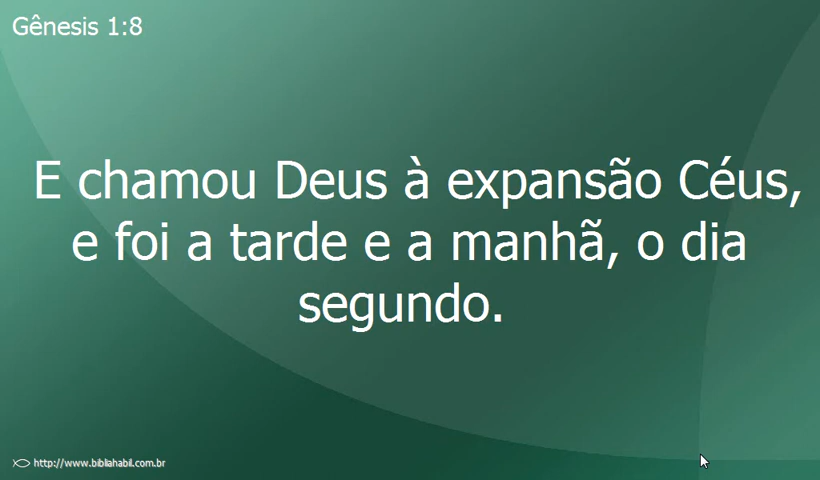 Gênesis 1:8
E chamou Deus à expansão Céus,
e foi a tarde e a manhã, o dia
segundo.
http://www.bibliahabil.com.br